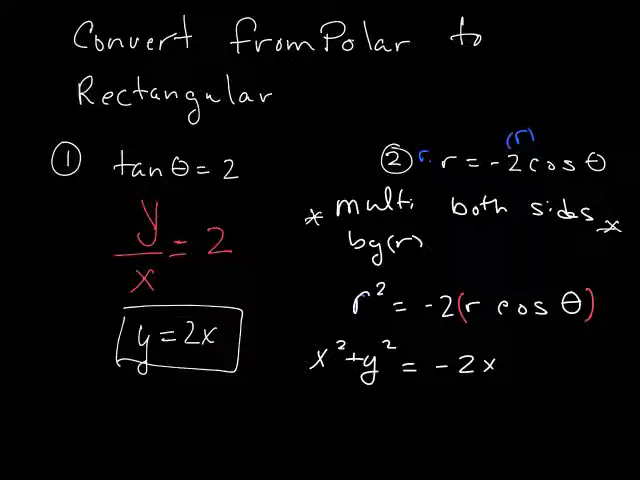 Convert from Polar to
Rectangular
① tanθ = 2
y/x = 2
y = 2x
② r · r = -2 (r) cos θ
* multi both sides *
by (r)
r² = -2(r cos θ)
x² + y² = -2x